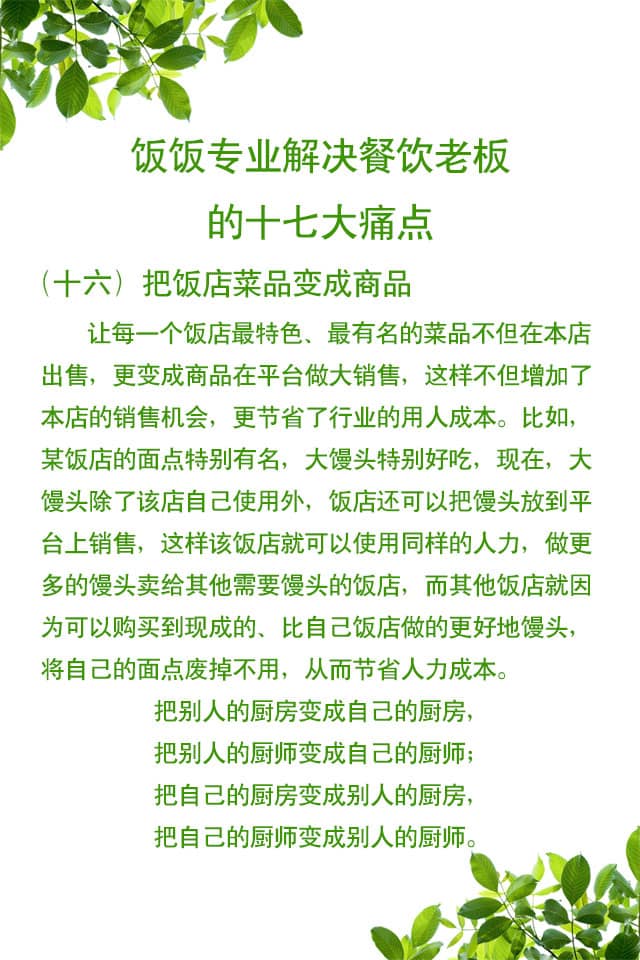 饭饭专业解决餐饮老板
的十七大痛点
（十六）把饭店菜品变成商品
让每一个饭店最特色、最有名的菜品不但在本店
出售，更变成商品在平台做大销售，这样不但增加了
本店的销售机会，更节省了行业的用人成本。比如，
某饭店的面点特别有名，大馒头特别好吃，现在，大
馒头除了该店自己使用外，饭店还可以把馒头放到平
台上销售，这样该饭店就可以使用同样的人力，做更
多的馒头卖给其他需要馒头的饭店，而其他饭店就因
为可以购买到现成的、比自己饭店做的更好地馒头，
将自己的面点废掉不用，从而节省人力成本。
把别人的厨房变成自己的厨房，
把别人的厨师变成自己的厨师；
把自己的厨房变成别人的厨房，
把自己的厨师变成别人的厨师。